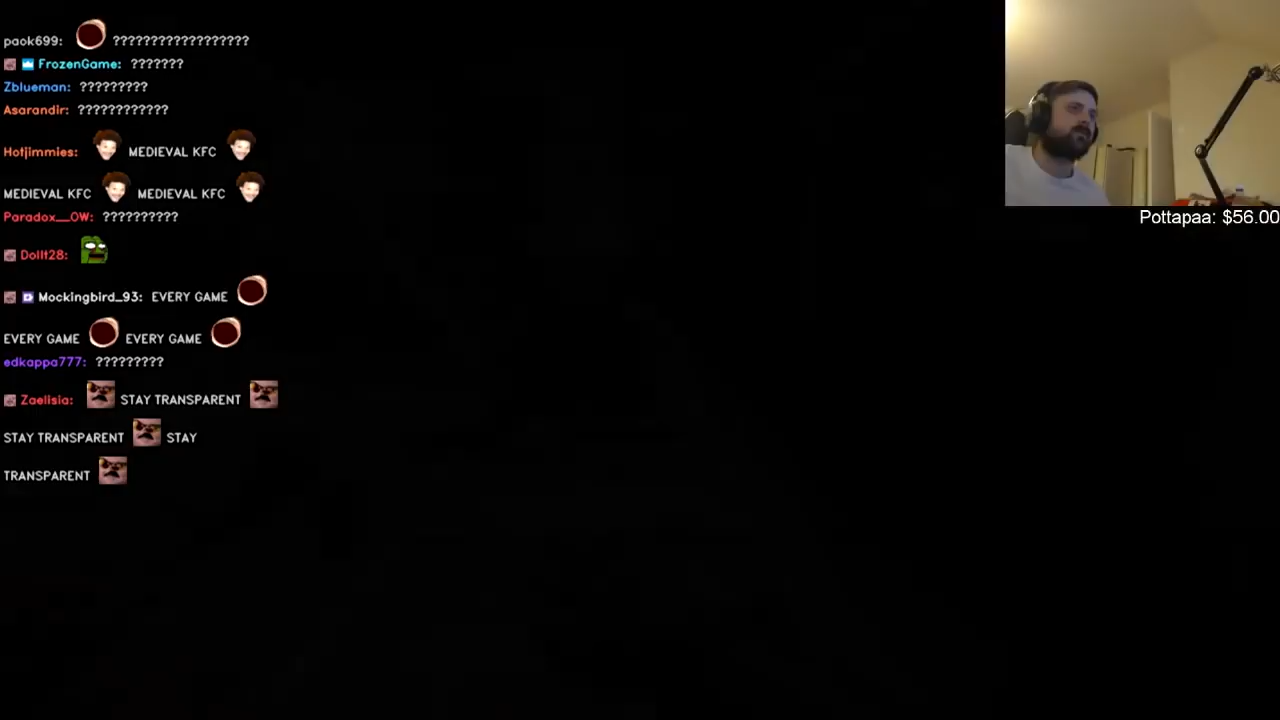 paok699: ??????????????????
FrozenGame: ???????
Zblueman: ?????????
Asarandir: ????????????
Hotjimmies: MEDIEVAL KFC
MEDIEVAL KFC MEDIEVAL KFC
Paradox__OW: ??????????
Dollt28:
Mockingbird_93: EVERY GAME
EVERY GAME EVERY GAME
edkappa777: ?????????
Zaelisia: STAY TRANSPARENT
STAY TRANSPARENT STAY
TRANSPARENT
Pottapaa: $56.00